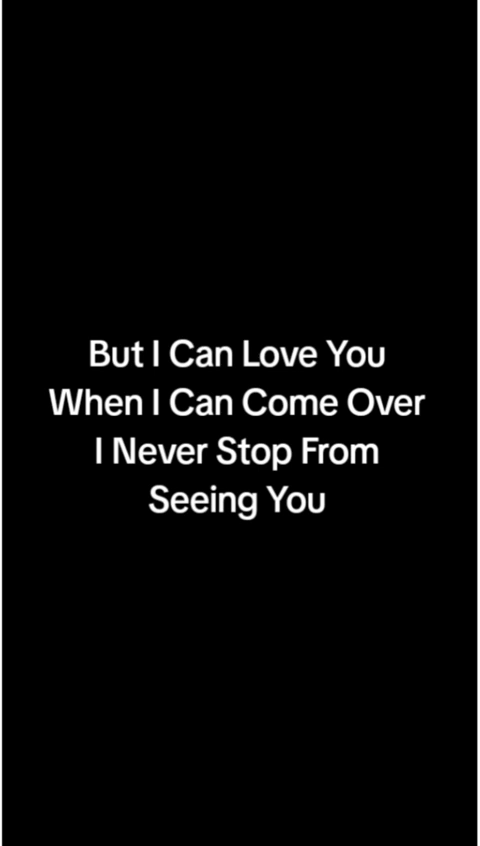 But I Can Love You
When I Can Come Over
I Never Stop From
Seeing You